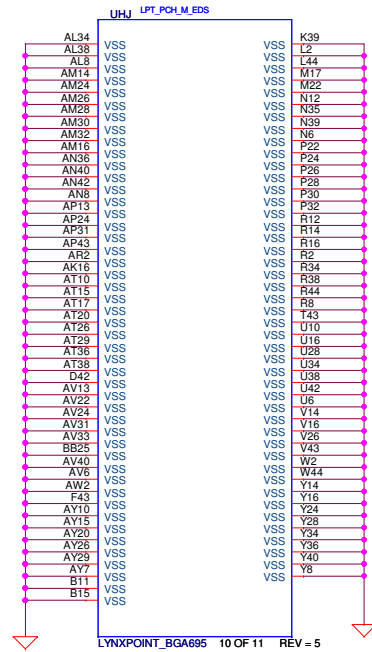 UHJ LPT_PCH_M_EDS
AL34 VSS VSS K39
AL38 VSS VSS L2
AL8 VSS VSS L44
AM14 VSS VSS M17
AM24 VSS VSS M22
AM26 VSS VSS N12
AM28 VSS VSS N35
AM30 VSS VSS N39
AM32 VSS VSS N6
AM16 VSS VSS P22
AN36 VSS VSS P24
AN40 VSS VSS P26
AN42 VSS VSS P28
AN8 VSS VSS P30
AP13 VSS VSS P32
AP24 VSS VSS R12
AP31 VSS VSS R14
AP43 VSS VSS R16
AR2 VSS VSS R2
AK16 VSS VSS R34
AT10 VSS VSS R38
AT15 VSS VSS R44
AT17 VSS VSS R8
AT20 VSS VSS T43
AT26 VSS VSS U10
AT29 VSS VSS U16
AT36 VSS VSS U28
AT38 VSS VSS U34
D42 VSS VSS U38
AV13 VSS VSS U42
AV22 VSS VSS U6
AV24 VSS VSS V14
AV31 VSS VSS V16
AV33 VSS VSS V26
BB25 VSS VSS V43
AV40 VSS VSS W2
AV6 VSS VSS W44
AW2 VSS VSS Y14
F43 VSS VSS Y16
AY10 VSS VSS Y24
AY15 VSS VSS Y28
AY20 VSS VSS Y34
AY26 VSS VSS Y36
AY29 VSS VSS Y40
AY7 VSS VSS Y8
B11 VSS
B15 VSS
LYNXPOINT_BGA695 10 OF 11 REV = 5